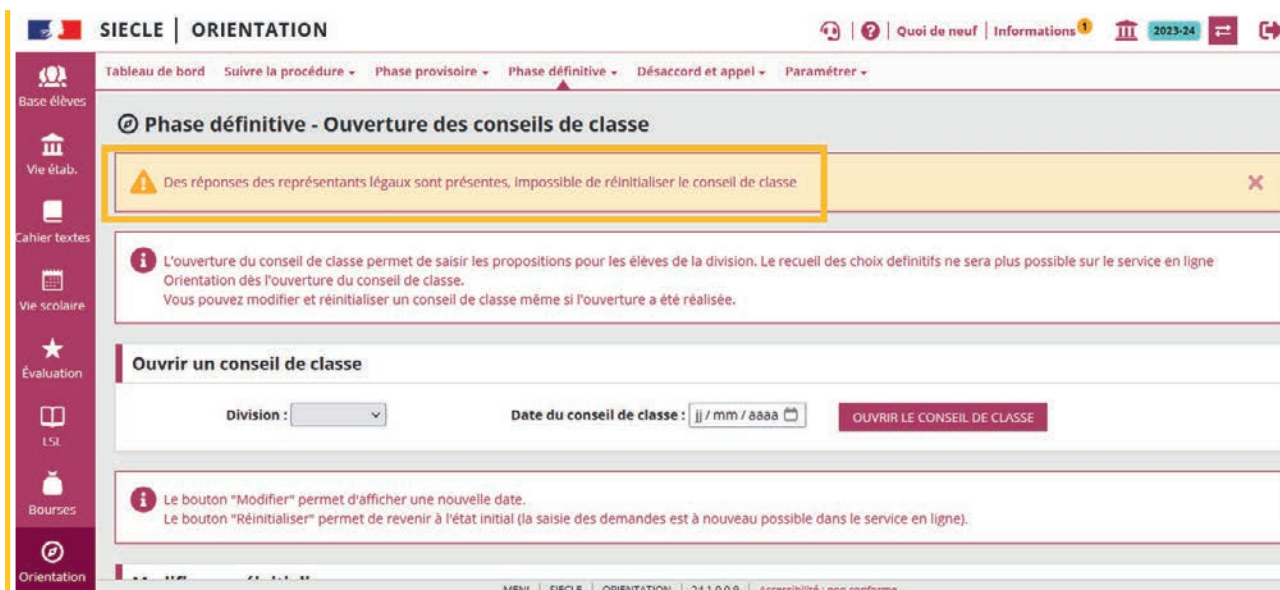 SIECLE | ORIENTATION
Quoi de neuf | Informations 1 2023-24
Tableau de bord Suivre la procédure Phase provisoire Phase définitive Désaccord et appel Paramétrer
Base élèves
Vie étab.
Cahier textes
Vie scolaire
Évaluation
LSL
Bourses
Orientation
Phase définitive - Ouverture des conseils de classe
Des réponses des représentants légaux sont présentes, impossible de réinitialiser le conseil de classe
L'ouverture du conseil de classe permet de saisir les propositions pour les élèves de la division. Le recueil des choix definitifs ne sera plus possible sur le service en ligne
Orientation dès l'ouverture du conseil de classe.
Vous pouvez modifier et réinitialiser un conseil de classe même si l'ouverture a été réalisée.
Ouvrir un conseil de classe
Division : Date du conseil de classe : jj / mm / aaaa OUVRIR LE CONSEIL DE CLASSE
Le bouton "Modifier" permet d'afficher une nouvelle date.
Le bouton "Réinitialiser" permet de revenir à l'état initial (la saisie des demandes est à nouveau possible dans le service en ligne).
MENJ | SIECLE | ORIENTATION | 24.1.0.0.9 | Accessibilité : non conforme